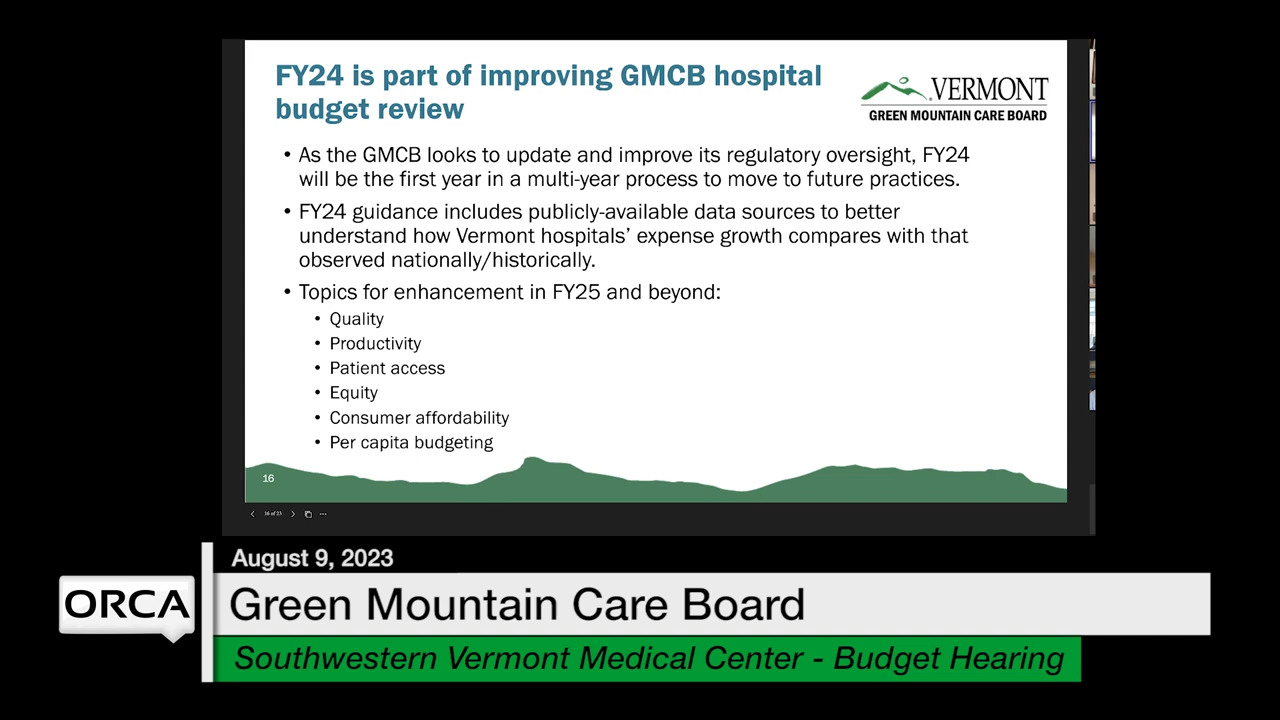 FY24 is part of improving GMCB hospital
budget review
VERMONT
GREEN MOUNTAIN CARE BOARD
• As the GMCB looks to update and improve its regulatory oversight, FY24
will be the first year in a multi-year process to move to future practices.
• FY24 guidance includes publicly-available data sources to better
understand how Vermont hospitals’ expense growth compares with that
observed nationally/historically.
• Topics for enhancement in FY25 and beyond:
• Quality
• Productivity
• Patient access
• Equity
• Consumer affordability
• Per capita budgeting
16
August 9, 2023
ORCA
Green Mountain Care Board
Southwestern Vermont Medical Center - Budget Hearing